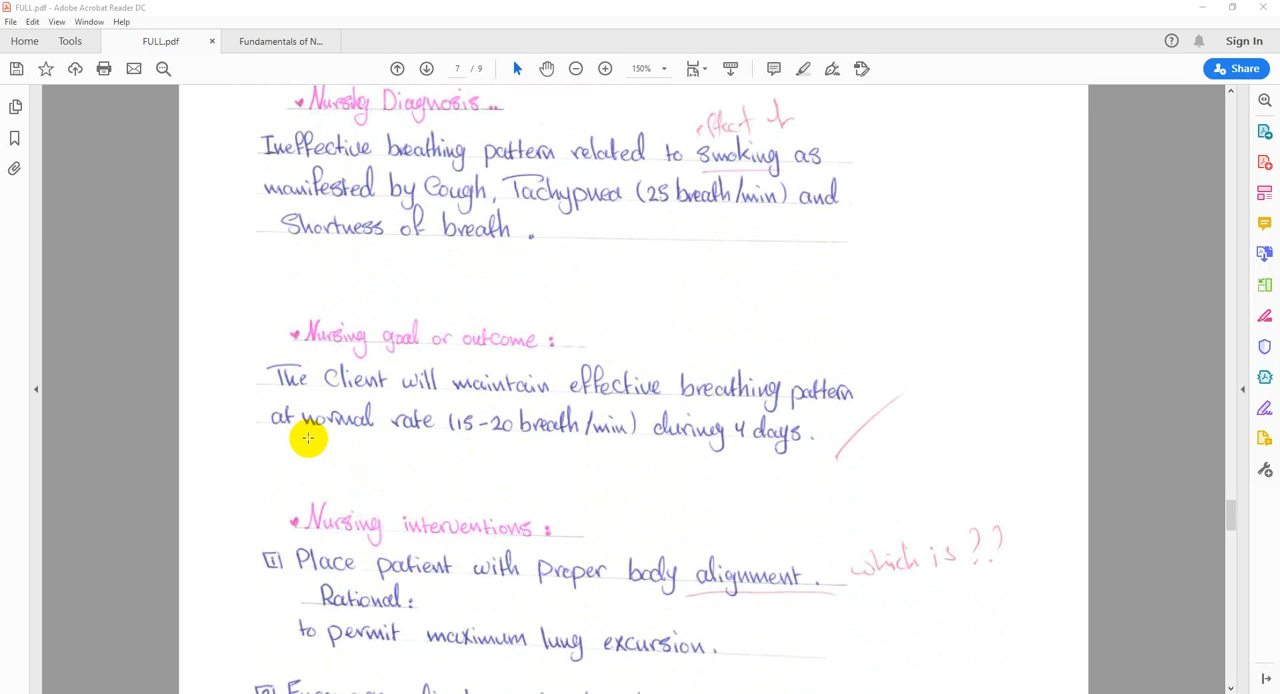 FULL.pdf - Adobe Acrobat Reader DC
File Edit View Window Help
Home Tools FULL.pdf × Fundamentals of N... Sign In
7 / 9 150% Share
Nursing Diagnosis..
effect of
Ineffective breathing pattern related to smoking as
manifested by Cough, Tachypnea (25 breath/min) and
Shortness of breath.
Nursing goal or outcome:
The Client will maintain effective breathing pattern
at normal rate (15-20 breath/min) during 4 days.
Nursing interventions:
1 Place patient with proper body alignment. which is ??
Rational:
to permit maximum lung excursion.